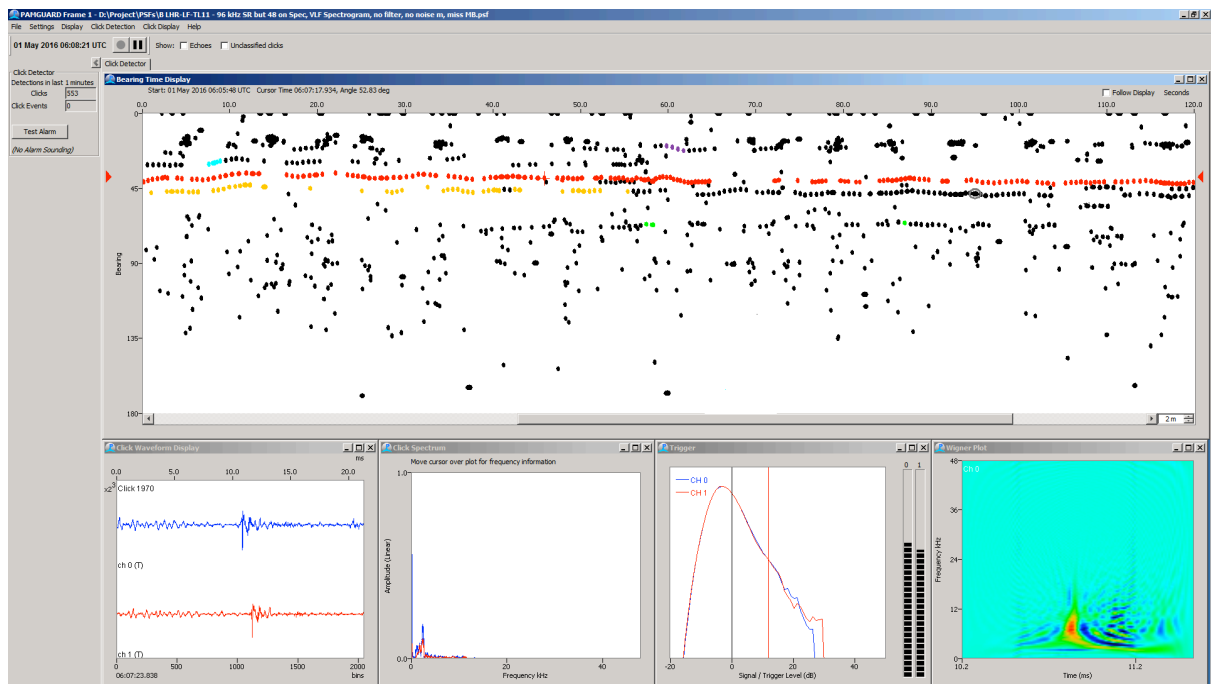 PAMGUARD Frame 1 - D:\Project\PSFs\B LHR-LF-TL11 - 96 kHz SR but 48 on Spec, VLF Spectrogram, no filter, no noise m, miss MB.psf
File Settings Display Click Detection Click Display Help
01 May 2016 06:08:21 UTC Show: Echoes Unclassified clicks
Click Detector
Detections in last 1 minutes
Clicks 553
Click Events 0
Test Alarm
(No Alarm Sounding)
Click Detector
Bearing Time Display
Start: 01 May 2016 06:05:48 UTC Cursor Time 06:07:17.934, Angle 52.83 deg Follow Display Seconds
0.0 10.0 20.0 30.0 40.0 50.0 60.0 70.0 80.0 90.0 100.0 110.0 120.0
0
45
90
135
180
Bearing
2 m
Click Waveform Display
ms
0.0 5.0 10.0 15.0 20.0
x2³ Click 1970
ch 0 (T)
ch 1 (T)
0 500 1000 1500 2000
06:07:23.838 bins
Click Spectrum
Move cursor over plot for frequency information
1.0
Amplitude (Linear)
0.0
0 20 40
Frequency kHz
Trigger
CH 0
CH 1
0 1
-20 0 20 40
Signal / Trigger Level (dB)
Wigner Plot
Ch 0
48
36
24
12
0
Frequency kHz
10.2 11.2
Time (ms)